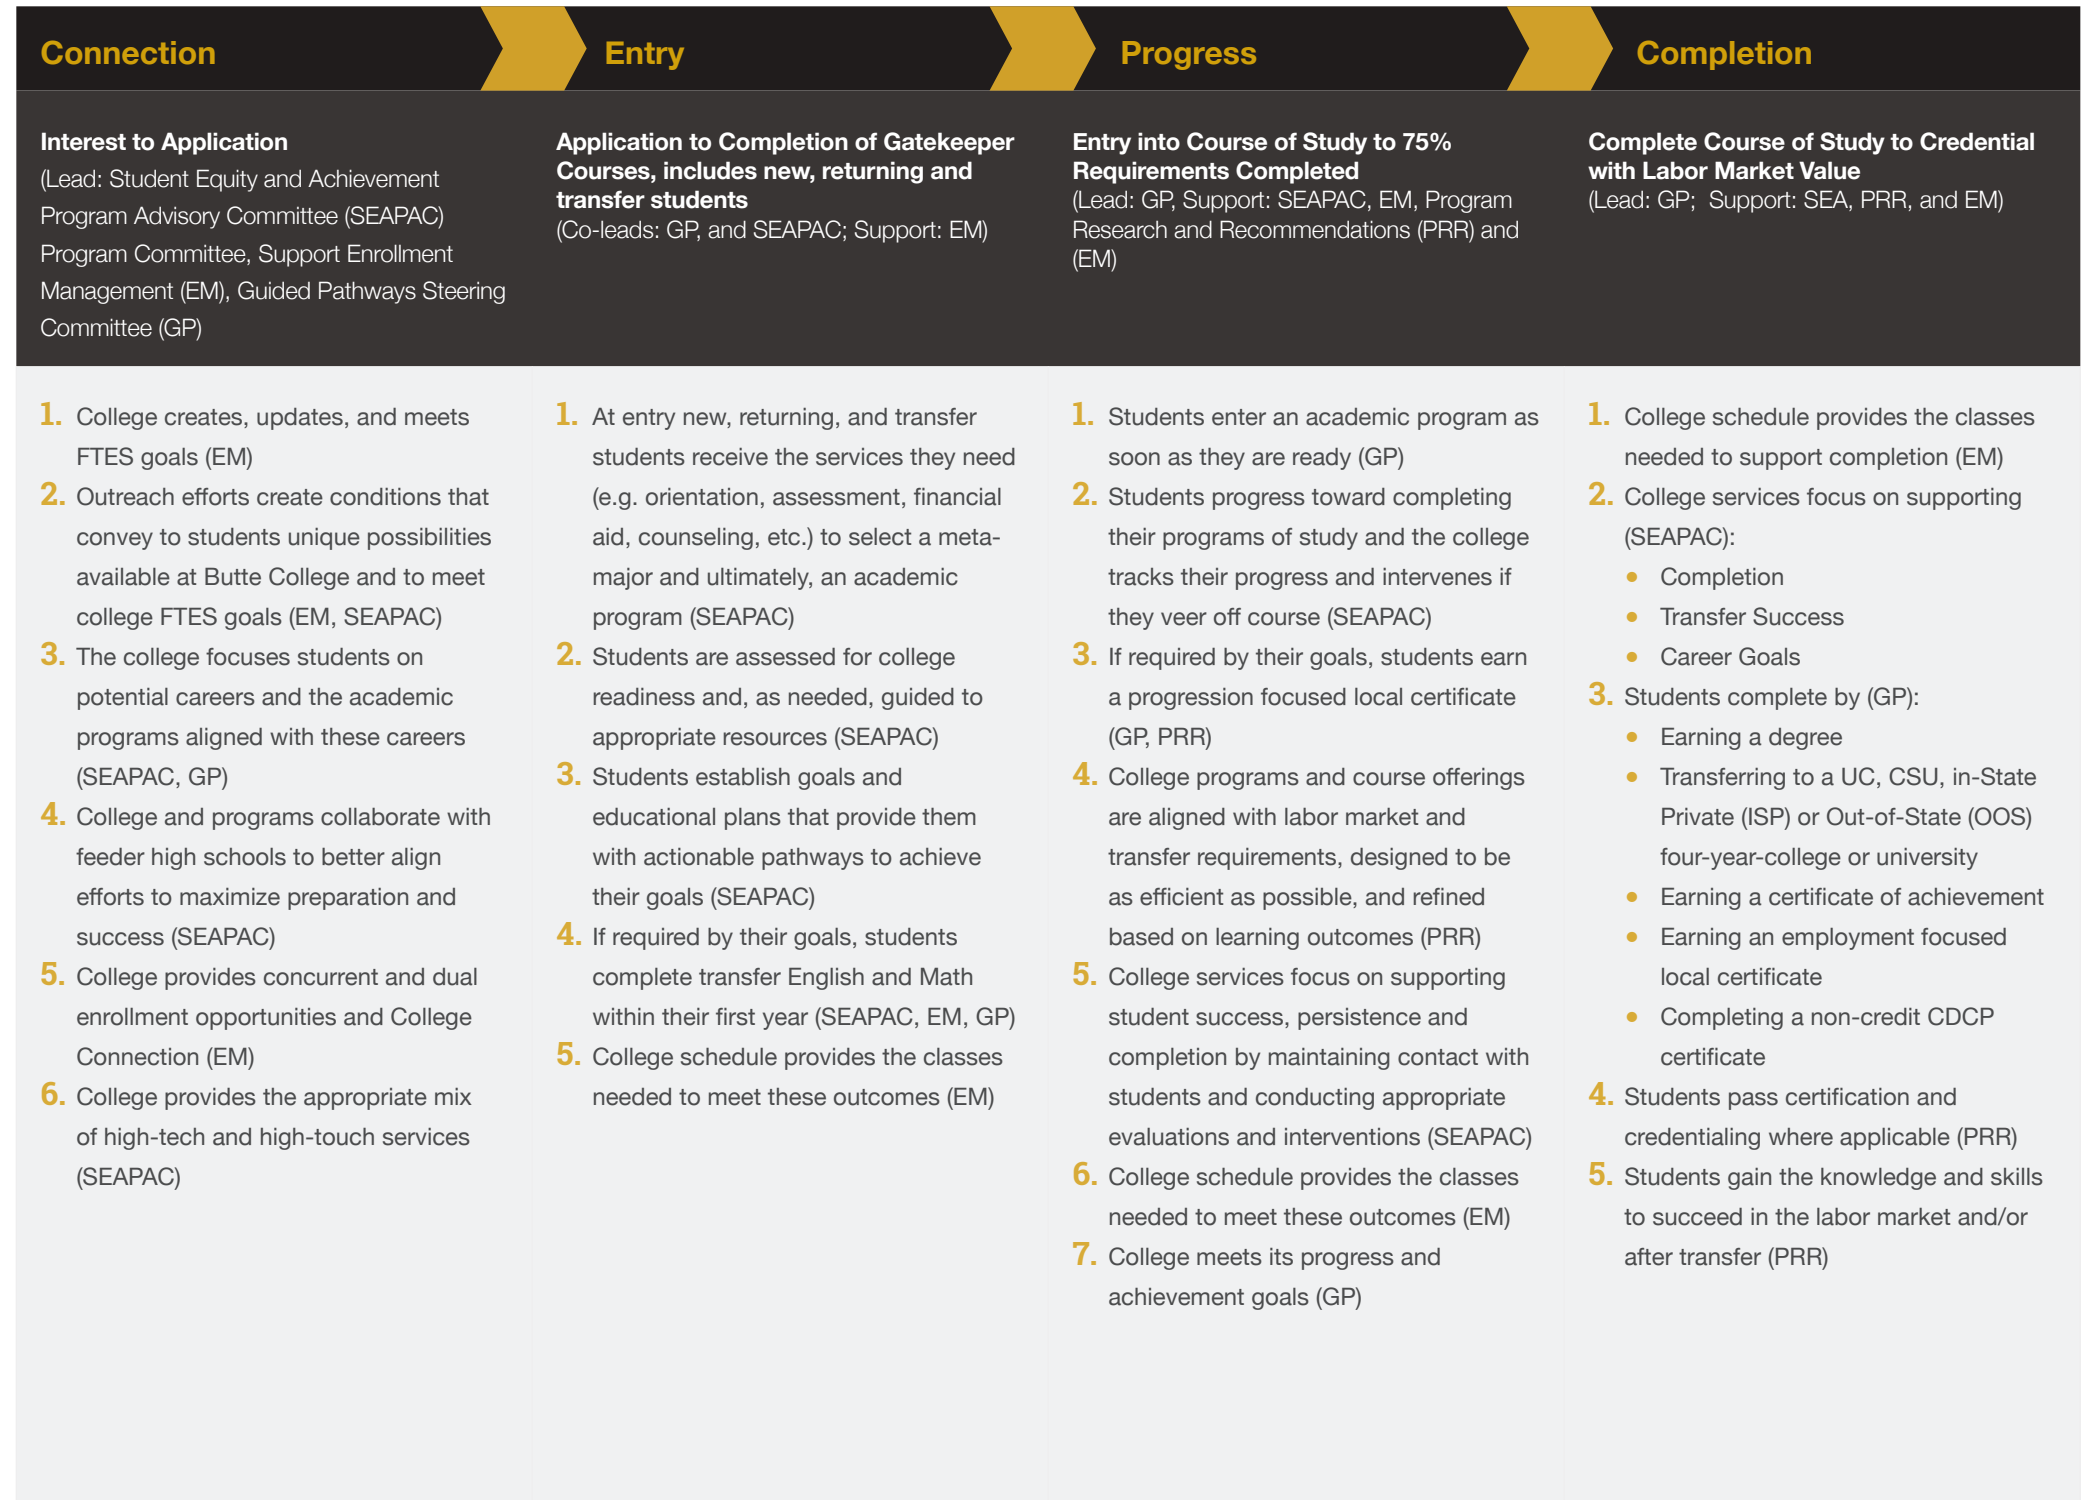 Connection
Entry
Progress
Completion
Interest to Application
(Lead: Student Equity and Achievement
Program Advisory Committee (SEAPAC)
Program Committee, Support Enrollment
Management (EM), Guided Pathways Steering
Committee (GP)
Application to Completion of Gatekeeper
Courses, includes new, returning and
transfer students
(Co-leads: GP, and SEAPAC; Support: EM)
Entry into Course of Study to 75%
Requirements Completed
(Lead: GP, Support: SEAPAC, EM, Program
Research and Recommendations (PRR) and
(EM)
Complete Course of Study to Credential
with Labor Market Value
(Lead: GP;  Support: SEA, PRR, and EM)
1. College creates, updates, and meets
FTES goals (EM)
2. Outreach efforts create conditions that
convey to students unique possibilities
available at Butte College and to meet
college FTES goals (EM, SEAPAC)
3. The college focuses students on
potential careers and the academic
programs aligned with these careers
(SEAPAC, GP)
4. College and programs collaborate with
feeder high schools to better align
efforts to maximize preparation and
success (SEAPAC)
5. College provides concurrent and dual
enrollment opportunities and College
Connection (EM)
6. College provides the appropriate mix
of high-tech and high-touch services
(SEAPAC)
1. At entry new, returning, and transfer
students receive the services they need
(e.g. orientation, assessment, financial
aid, counseling, etc.) to select a meta-
major and ultimately, an academic
program (SEAPAC)
2. Students are assessed for college
readiness and, as needed, guided to
appropriate resources (SEAPAC)
3. Students establish goals and
educational plans that provide them
with actionable pathways to achieve
their goals (SEAPAC)
4. If required by their goals, students
complete transfer English and Math
within their first year (SEAPAC, EM, GP)
5. College schedule provides the classes
needed to meet these outcomes (EM)
1. Students enter an academic program as
soon as they are ready (GP)
2. Students progress toward completing
their programs of study and the college
tracks their progress and intervenes if
they veer off course (SEAPAC)
3. If required by their goals, students earn
a progression focused local certificate
(GP, PRR)
4. College programs and course offerings
are aligned with labor market and
transfer requirements, designed to be
as efficient as possible, and refined
based on learning outcomes (PRR)
5. College services focus on supporting
student success, persistence and
completion by maintaining contact with
students and conducting appropriate
evaluations and interventions (SEAPAC)
6. College schedule provides the classes
needed to meet these outcomes (EM)
7. College meets its progress and
achievement goals (GP)
1. College schedule provides the classes
needed to support completion (EM)
2. College services focus on supporting
(SEAPAC):
• Completion
• Transfer Success
• Career Goals
3. Students complete by (GP):
• Earning a degree
• Transferring to a UC, CSU, in-State
Private (ISP) or Out-of-State (OOS)
four-year-college or university
• Earning a certificate of achievement
• Earning an employment focused
local certificate
• Completing a non-credit CDCP
certificate
4. Students pass certification and
credentialing where applicable (PRR)
5. Students gain the knowledge and skills
to succeed in the labor market and/or
after transfer (PRR)